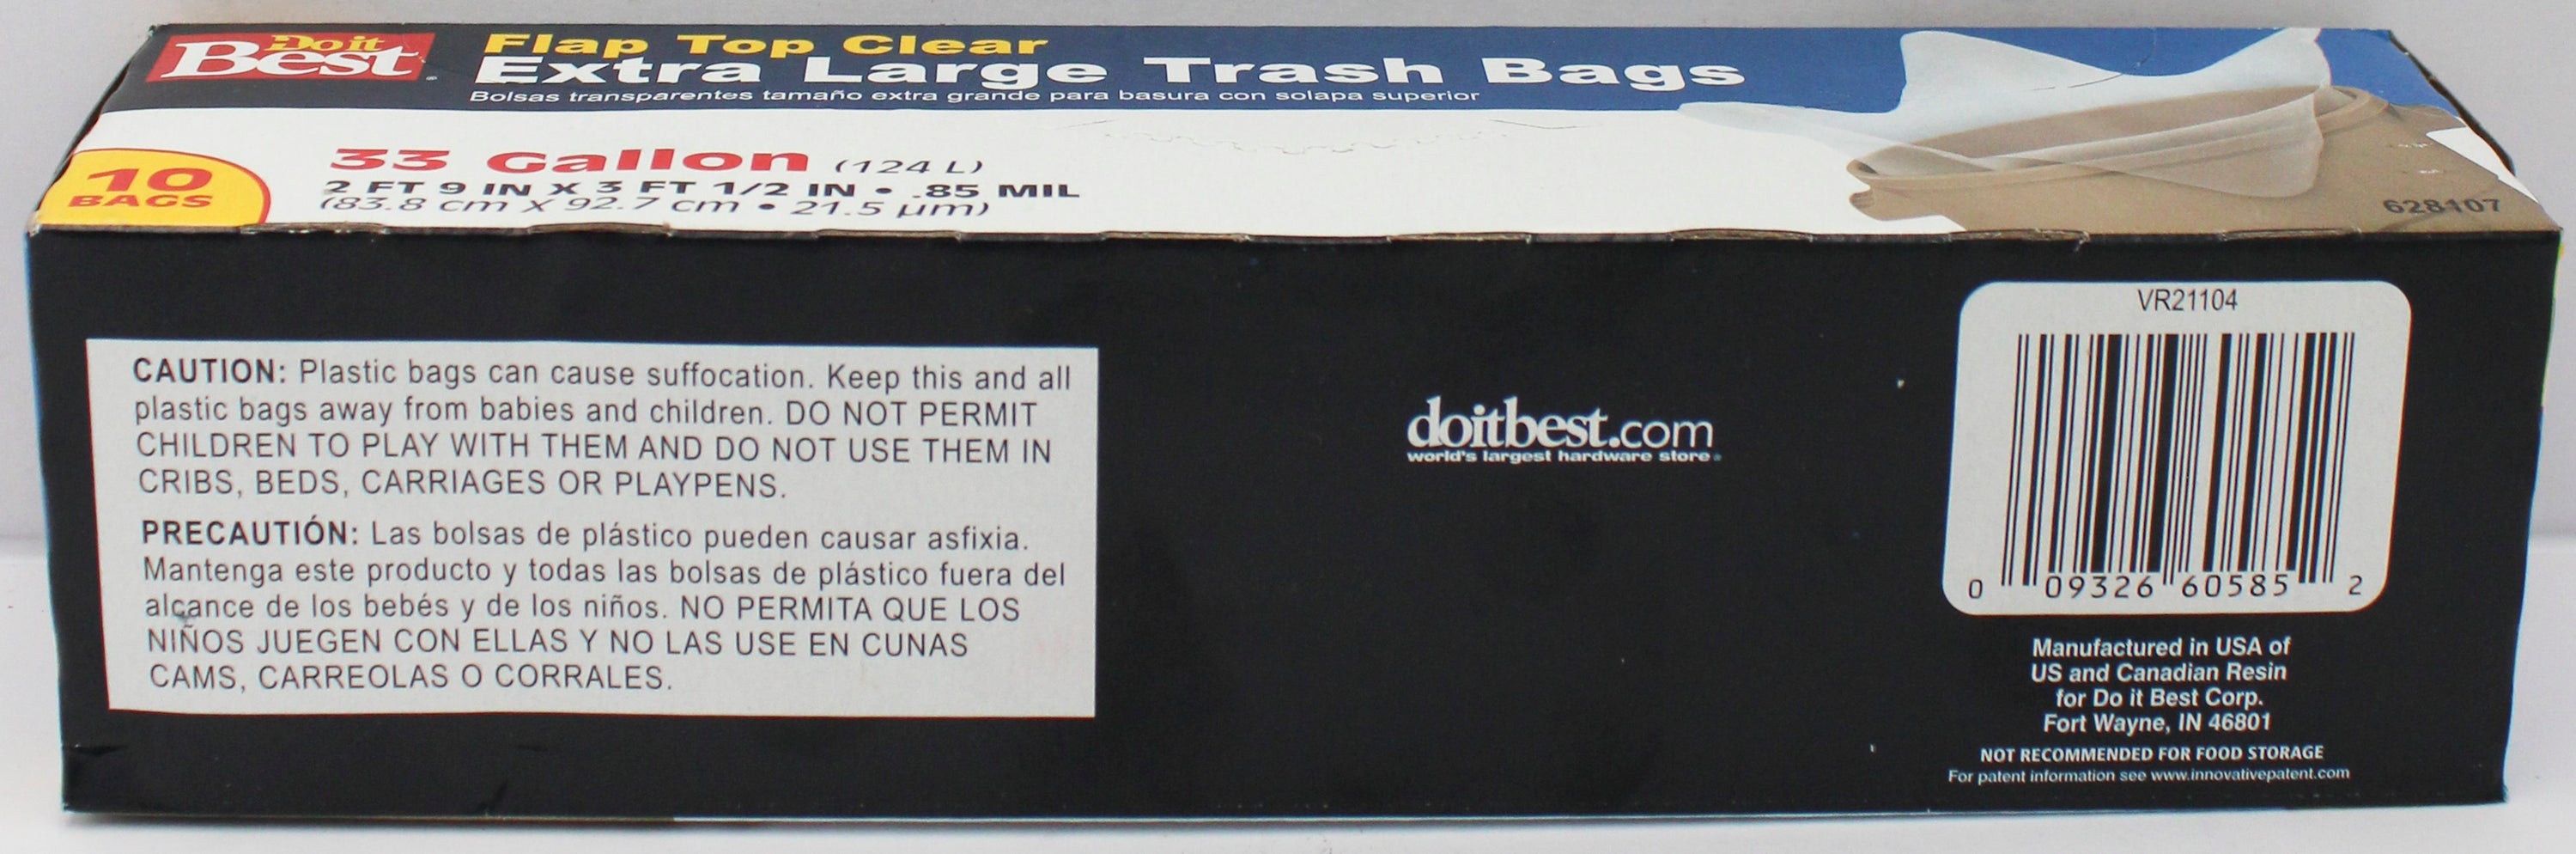 Do it
Best
Flap Top Clear
Extra Large Trash Bags
Bolsas transparentes tamaño extra grande para basura con solapa superior
10
BAGS
33 Gallon (124 L)
2 FT 9 IN X 3 FT 1/2 IN • .85 MIL
(83.8 cm X 92.7 cm • 21.5 µm)
628107
CAUTION: Plastic bags can cause suffocation. Keep this and all
plastic bags away from babies and children. DO NOT PERMIT
CHILDREN TO PLAY WITH THEM AND DO NOT USE THEM IN
CRIBS, BEDS, CARRIAGES OR PLAYPENS.
PRECAUTIÓN: Las bolsas de plástico pueden causar asfixia.
Mantenga este producto y todas las bolsas de plástico fuera del
alcance de los bebés y de los niños. NO PERMITA QUE LOS
NIÑOS JUEGEN CON ELLAS Y NO LAS USE EN CUNAS
CAMS, CARREOLAS O CORRALES.
doitbest.com
world's largest hardware store
VR21104
0 09326 60585 2
Manufactured in USA of
US and Canadian Resin
for Do it Best Corp.
Fort Wayne, IN 46801
NOT RECOMMENDED FOR FOOD STORAGE
For patent information see www.innovativepatent.com